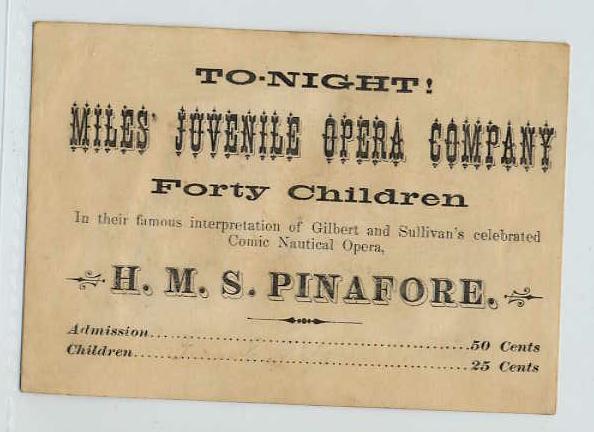 TO-NIGHT!
MILES' JUVENILE OPERA COMPANY
Forty Children
In their famous interpretation of Gilbert and Sullivan's celebrated
Comic Nautical Opera,
H. M. S. PINAFORE.
Admission....................................................50 Cents
Children......................................................25 Cents